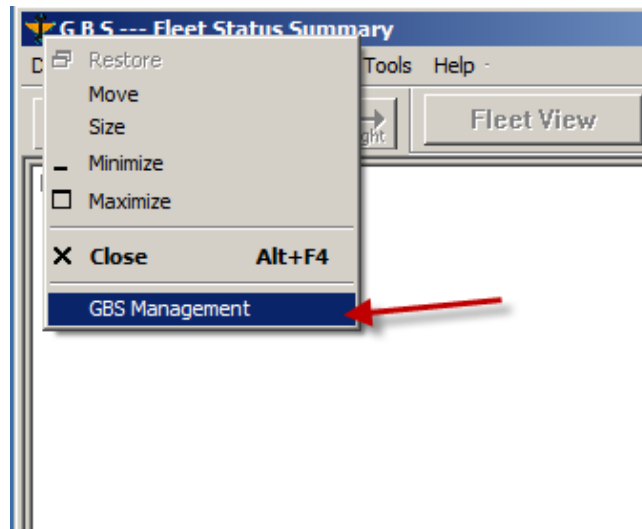 G B S --- Fleet Status Summary
Tools Help
Restore
Move
Size
Fleet View
Minimize
Maximize
Close Alt+F4
GBS Management